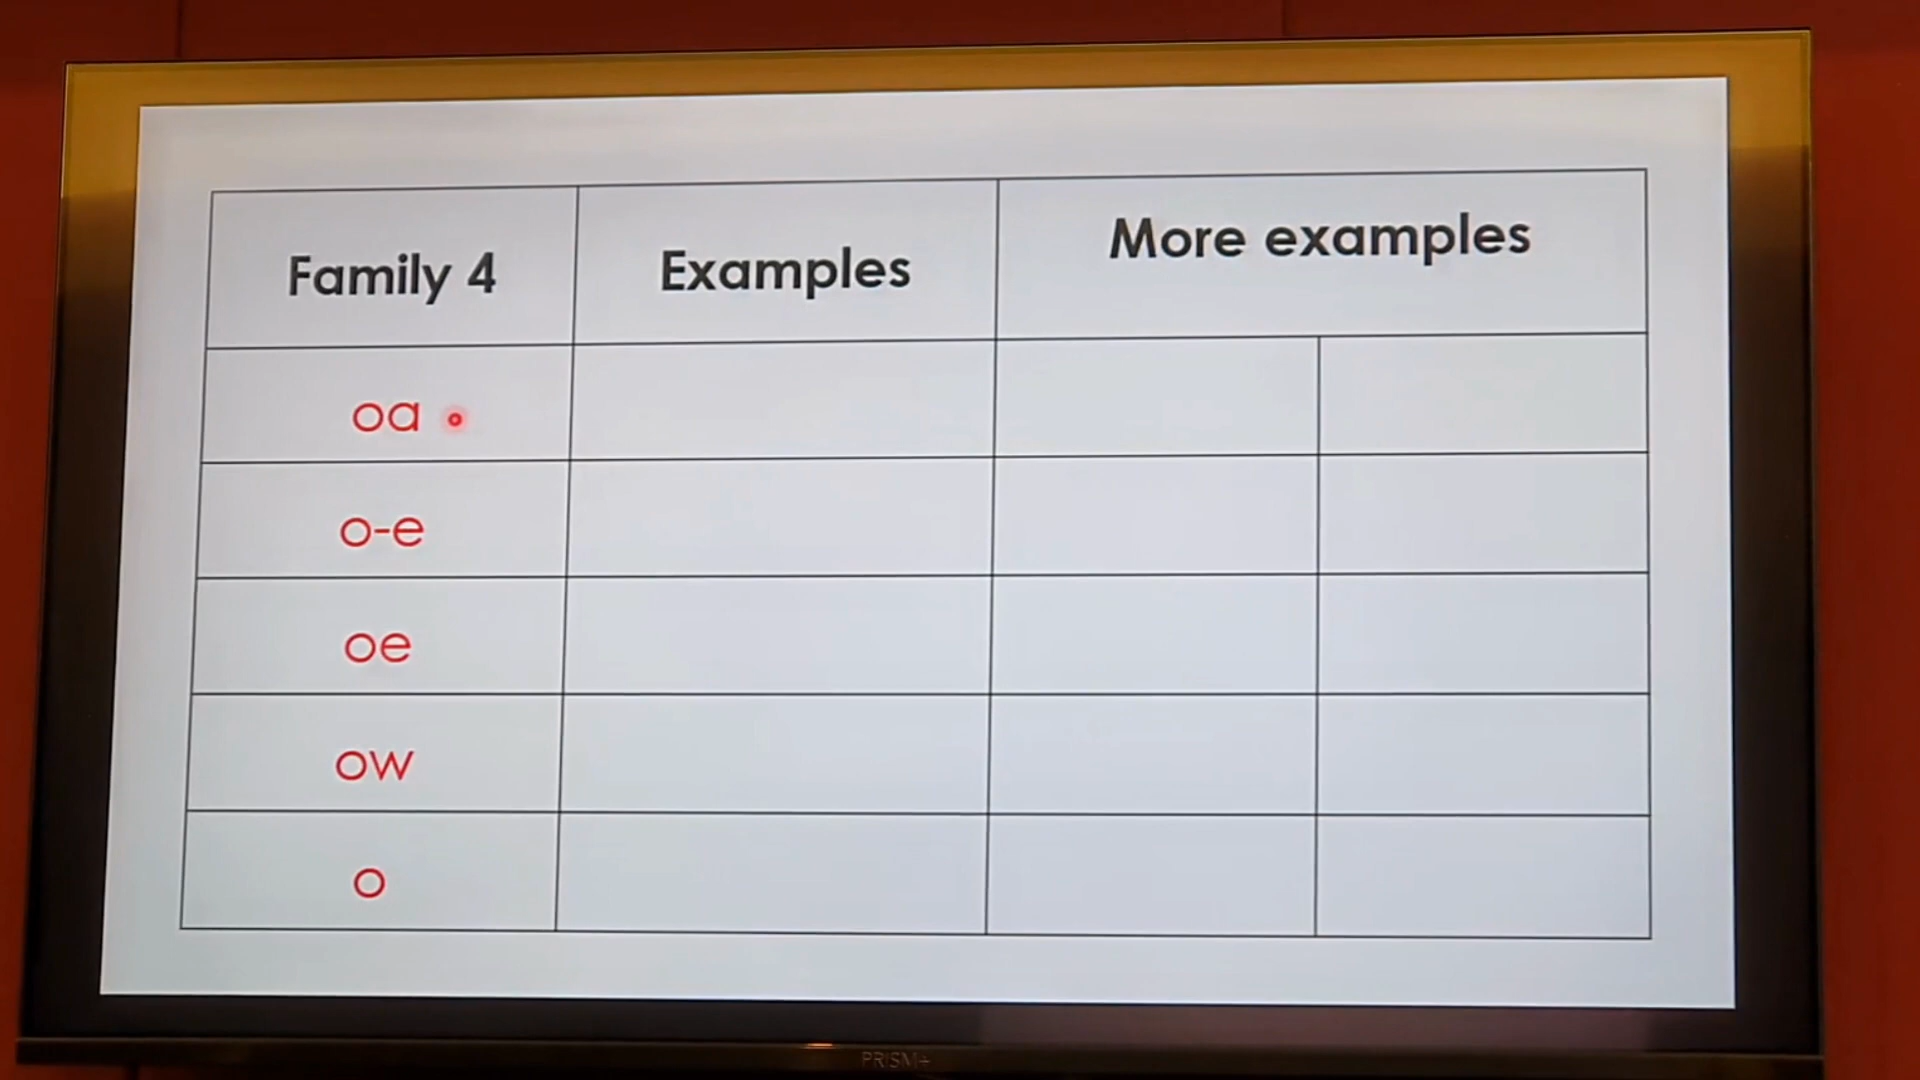 Family 4
Examples
More examples
oa
o-e
oe
ow
o
PRISM+